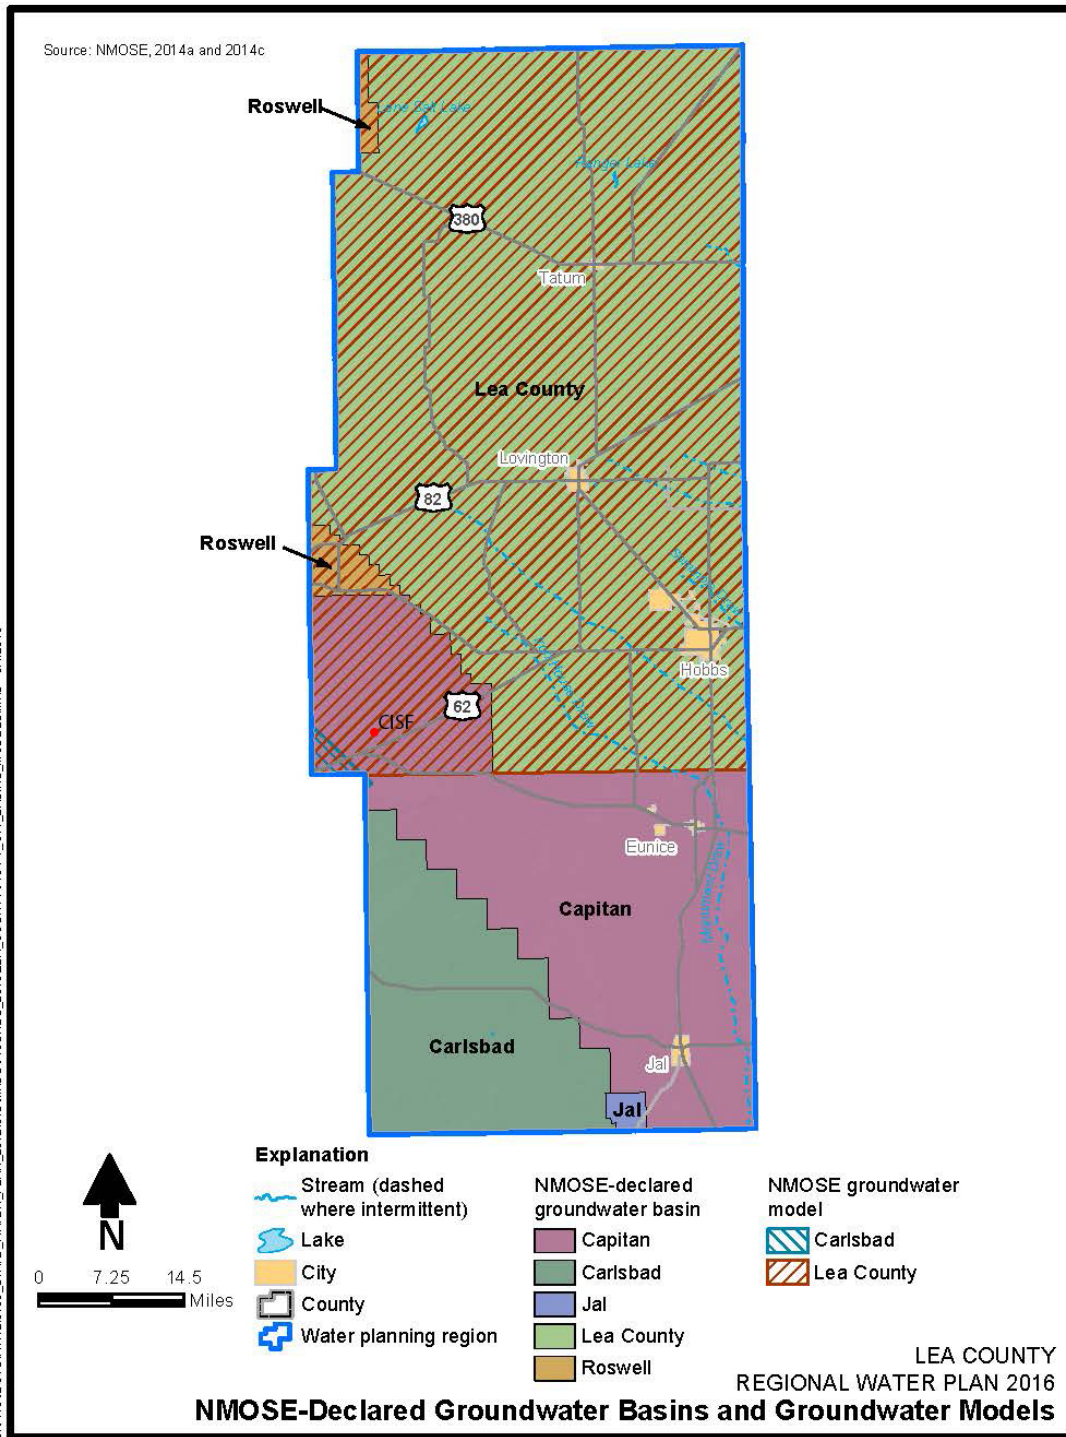 Source: NMOSE, 2014a and 2014c
Roswell
Lane Salt Lake
Ranger Lake
380
Tatum
Lea County
Lovington
82
Roswell
Hobbs
62
CISF
Eunice
Monument Draw
Capitan
Carlsbad
Jal
Jal
Explanation
Stream (dashed
where intermittent)
Lake
City
County
Water planning region
NMOSE-declared
groundwater basin
Capitan
Carlsbad
Jal
Lea County
Roswell
NMOSE groundwater
model
Carlsbad
Lea County
N
0 7.25 14.5
Miles
LEA COUNTY
REGIONAL WATER PLAN 2016
NMOSE-Declared Groundwater Basins and Groundwater Models